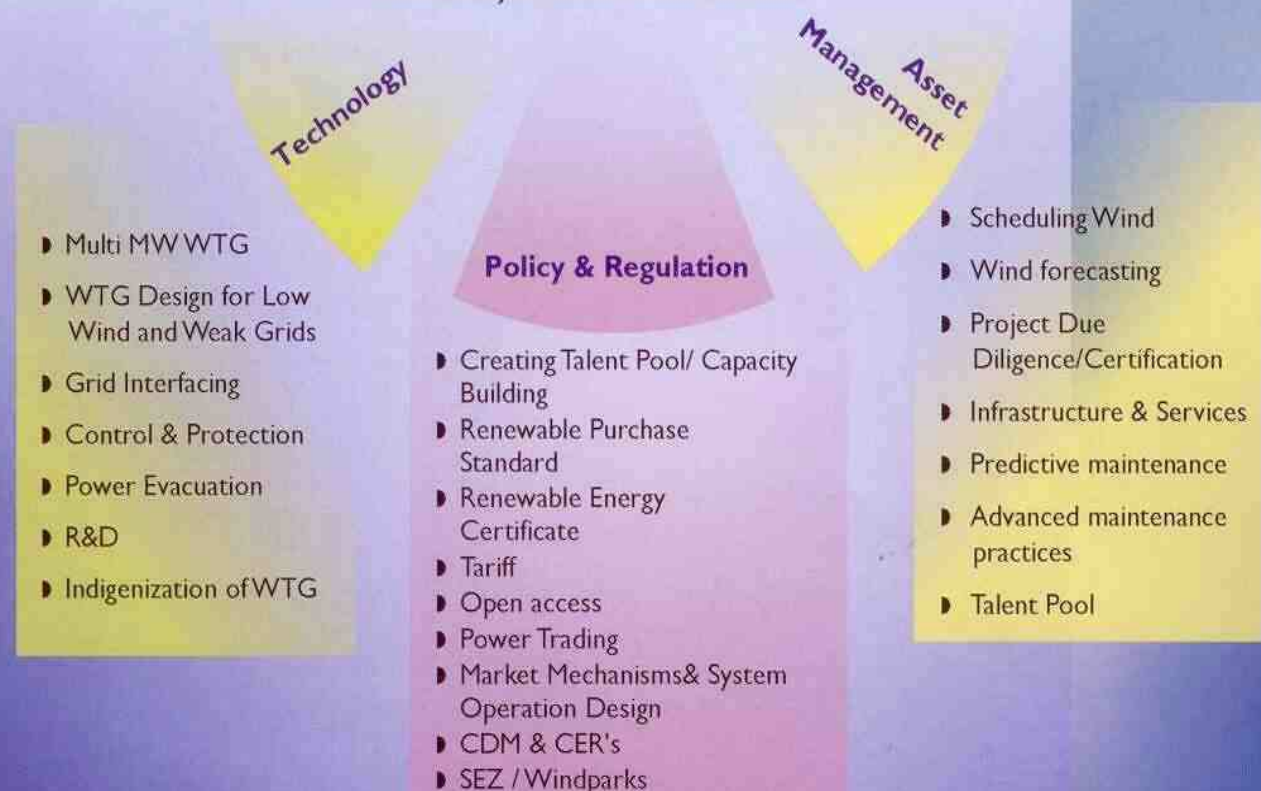 Technology
Asset
Management
Policy & Regulation
Multi MW WTG
WTG Design for Low
Wind and Weak Grids
Grid Interfacing
Control & Protection
Power Evacuation
R&D
Indigenization of WTG
Creating Talent Pool/ Capacity
Building
Renewable Purchase
Standard
Renewable Energy
Certificate
Tariff
Open access
Power Trading
Market Mechanisms& System
Operation Design
CDM & CER's
SEZ / Windparks
Scheduling Wind
Wind forecasting
Project Due
Diligence/Certification
Infrastructure & Services
Predictive maintenance
Advanced maintenance
practices
Talent Pool